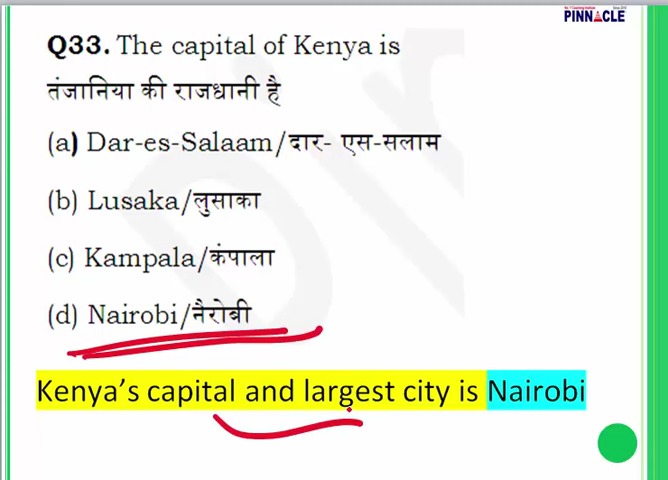 PINNACLE
Q33. The capital of Kenya is
तंजानिया की राजधानी है
(a) Dar-es-Salaam/दार- एस-सलाम
(b) Lusaka/लुसाका
(c) Kampala/कंपाला
(d) Nairobi/नैरोबी
Kenya's capital and largest city is Nairobi